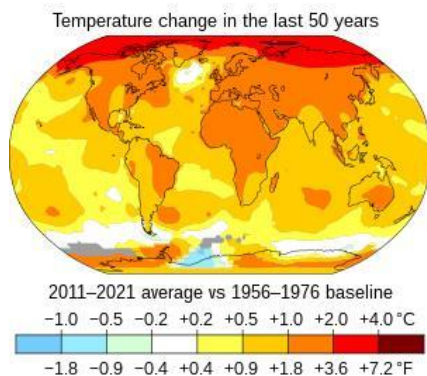 Temperature change in the last 50 years
2011–2021 average vs 1956–1976 baseline
−1.0 −0.5 −0.2 +0.2 +0.5 +1.0 +2.0 +4.0 °C
−1.8 −0.9 −0.4 +0.4 +0.9 +1.8 +3.6 +7.2 °F